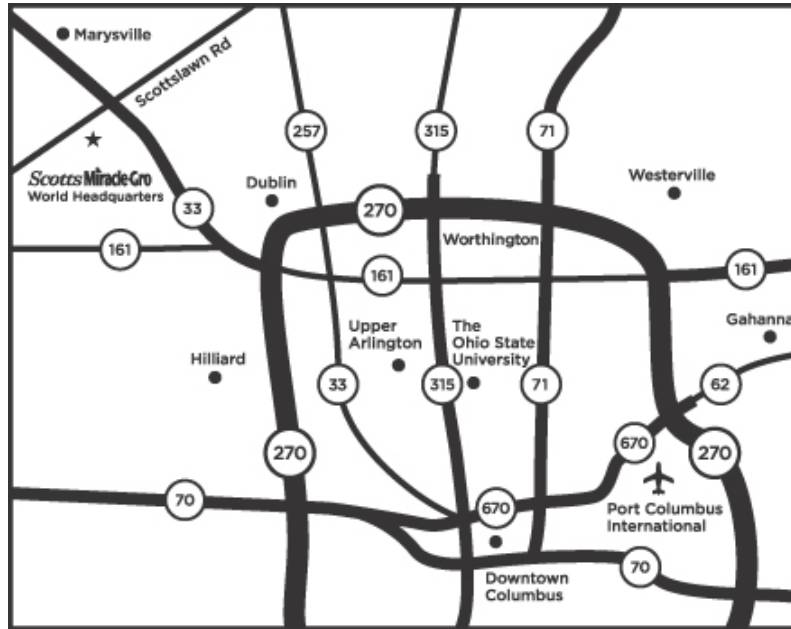 Marysville
Scottslawn Rd
257
315
71
Scotts Miracle-Gro
World Headquarters
33
Dublin
270
Westerville
Worthington
161
161
161
Upper
Arlington
The
Ohio State
University
Gahanna
Hilliard
33
315
71
62
270
670
270
70
670
Port Columbus
International
Downtown
Columbus
70